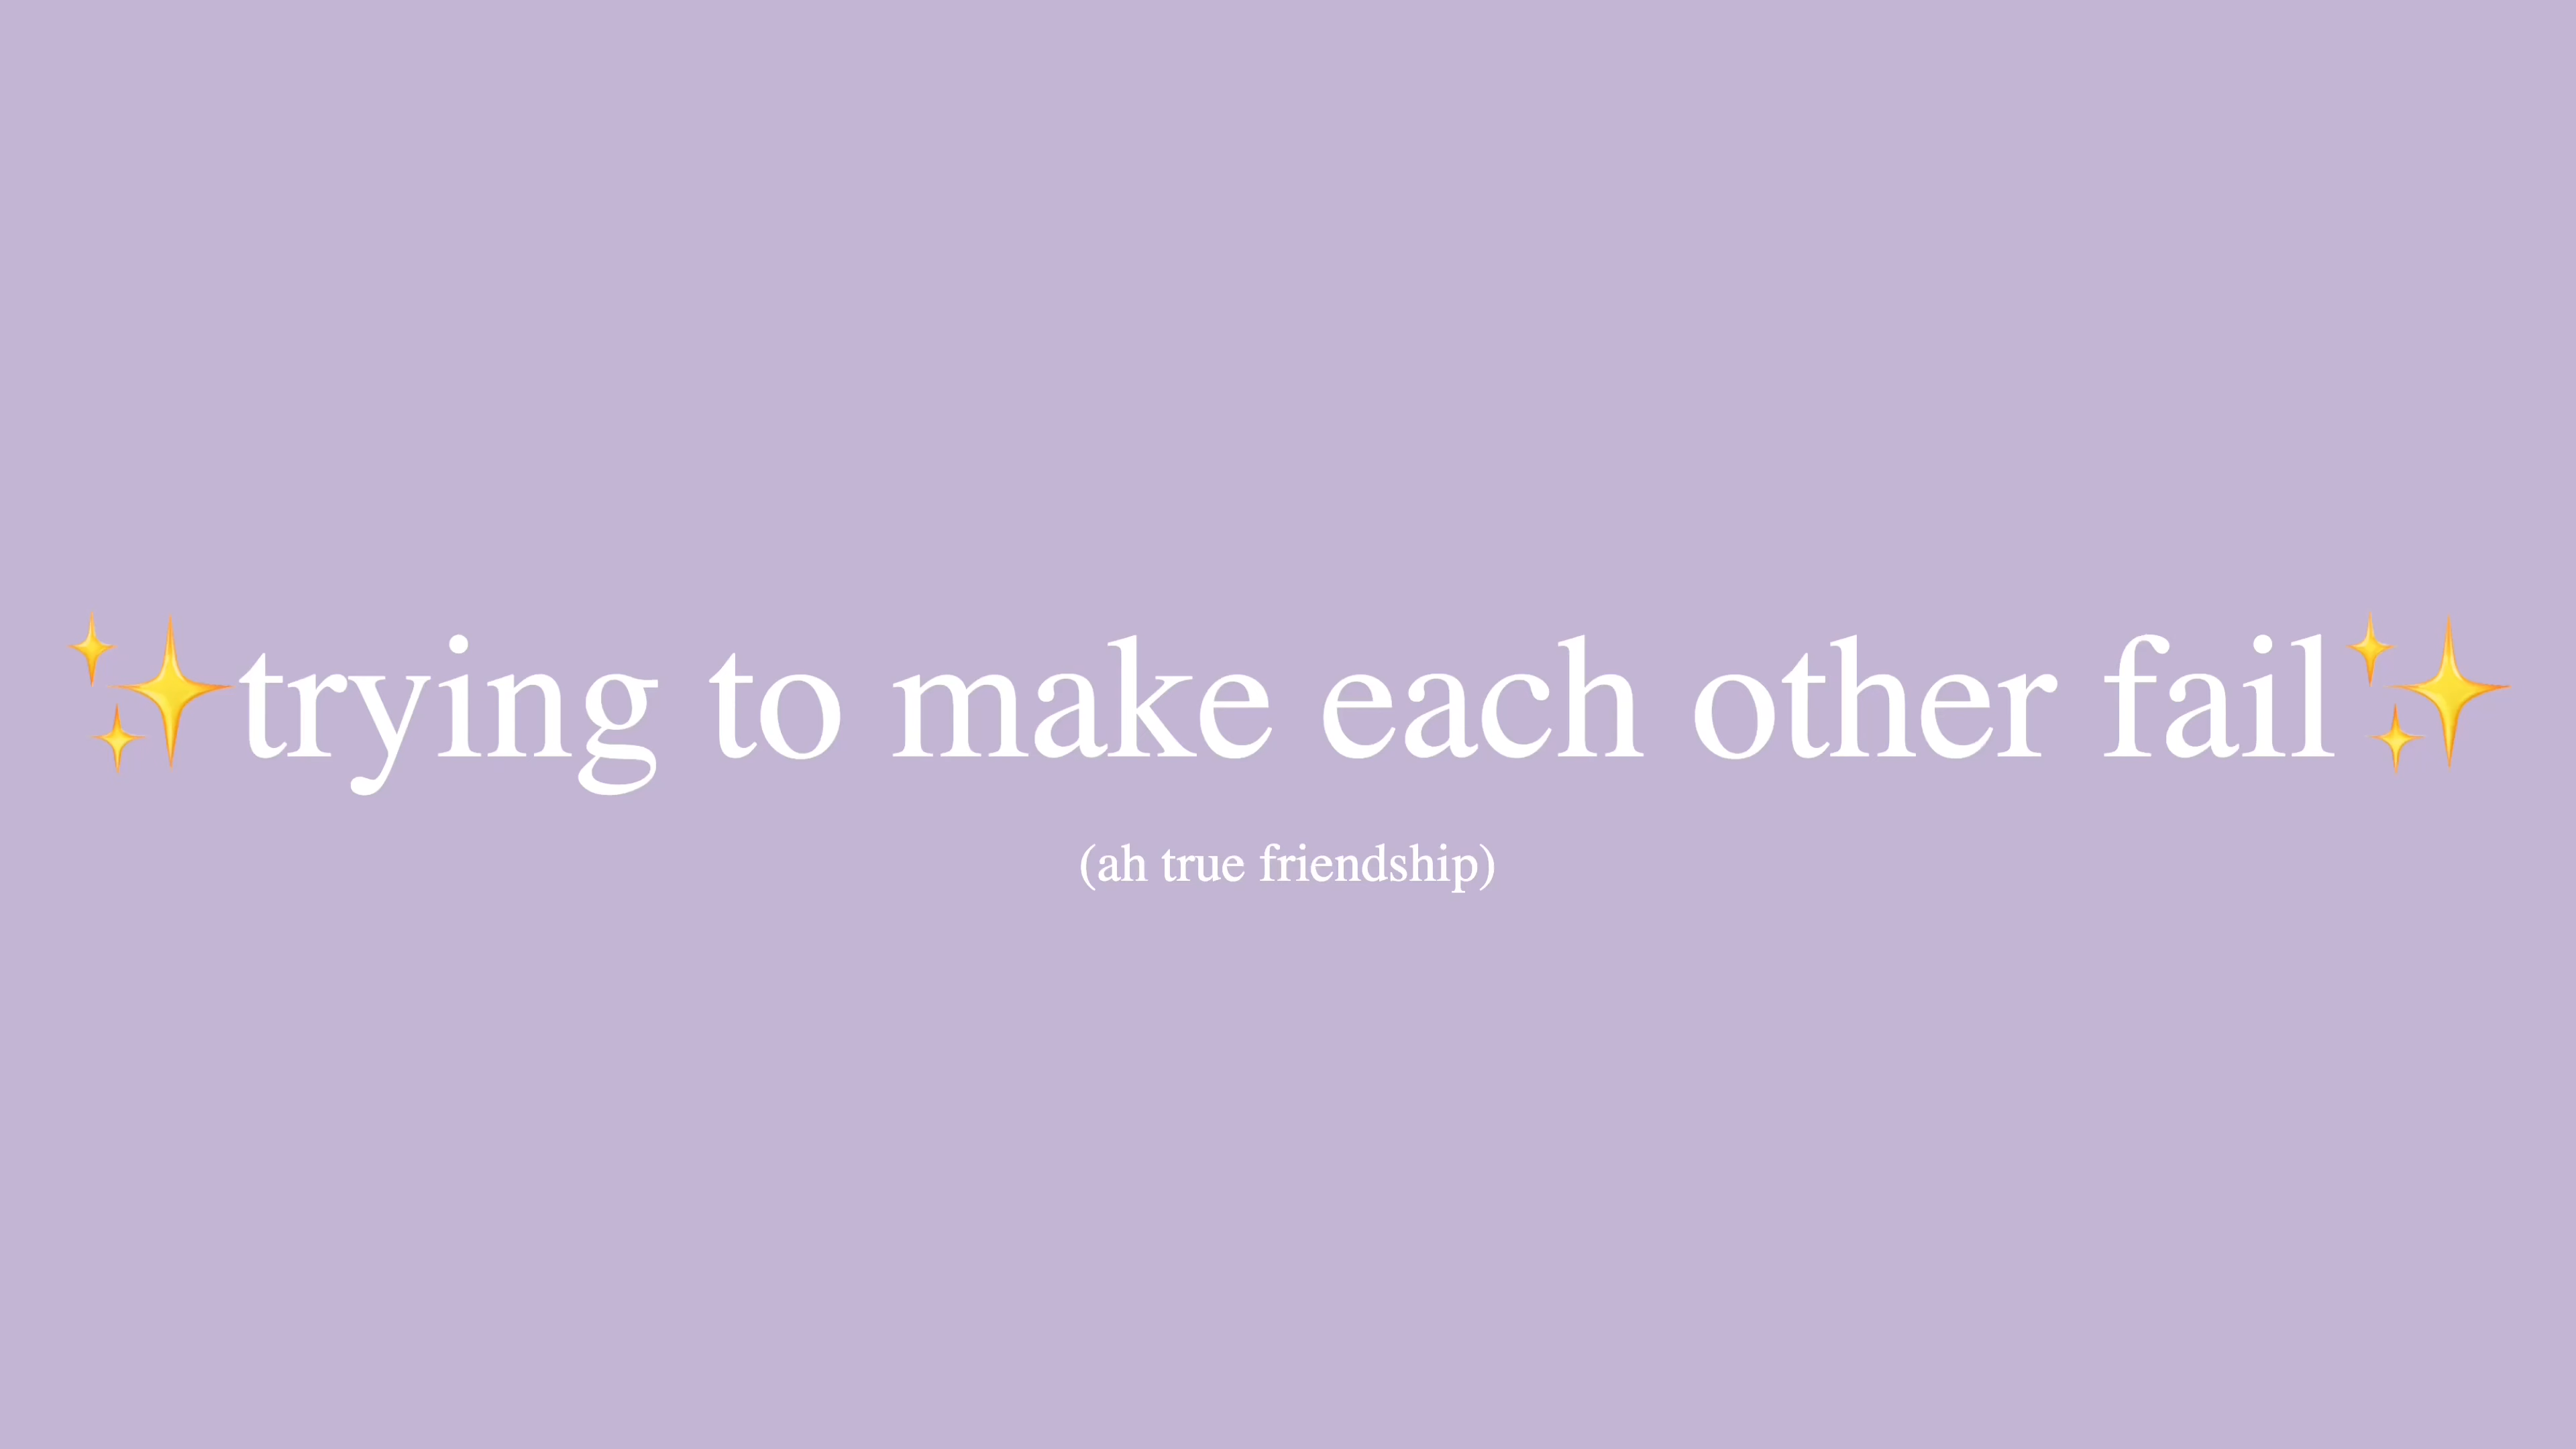 ✨trying to make each other fail✨
(ah true friendship)